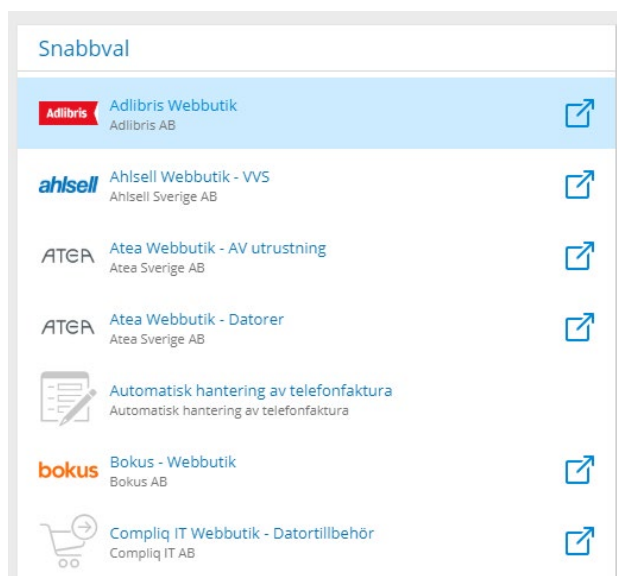 Snabbval
Adlibris
Adlibris Webbutik
Adlibris AB
ahlsell
Ahlsell Webbutik - VVS
Ahlsell Sverige AB
ATEA
Atea Webbutik - AV utrustning
Atea Sverige AB
ATEA
Atea Webbutik - Datorer
Atea Sverige AB
Automatisk hantering av telefonfaktura
Automatisk hantering av telefonfaktura
bokus
Bokus - Webbutik
Bokus AB
Compliq IT Webbutik - Datortillbehör
Compliq IT AB